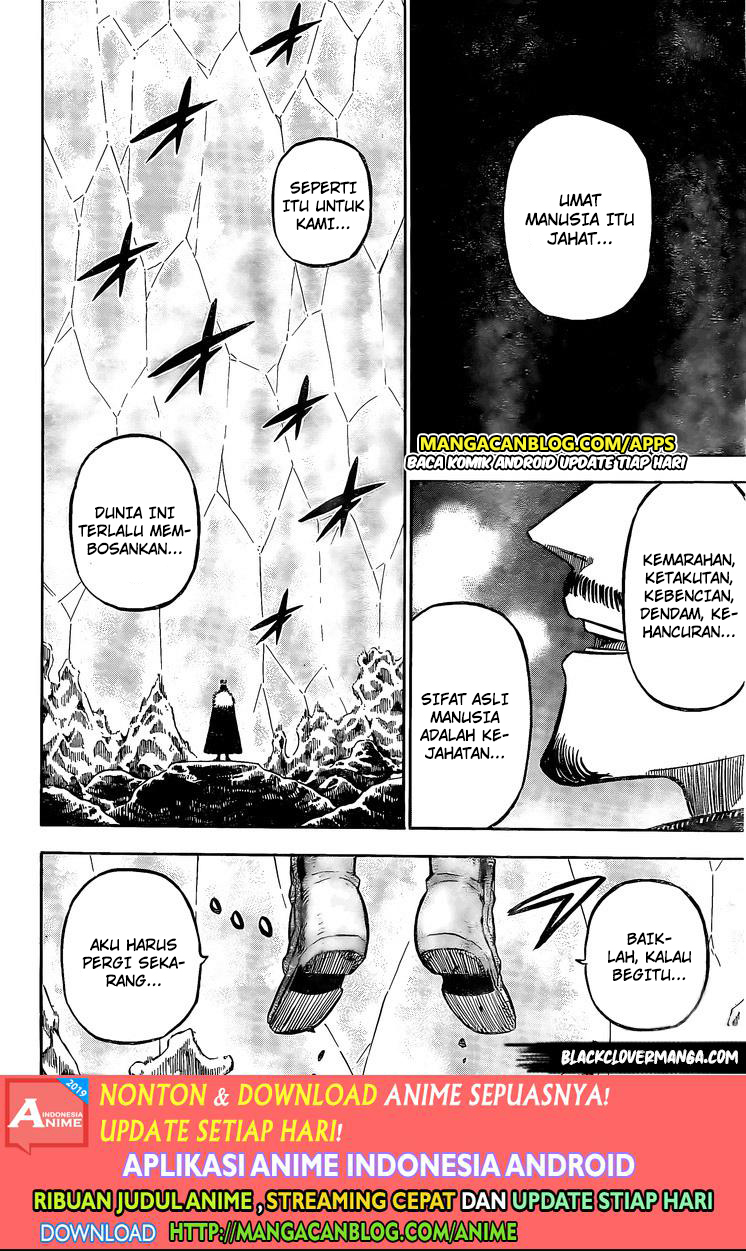 UMAT
MANUSIA ITU
JAHAT...
KEMARAHAN,
KETAKUTAN,
KEBENCIAN,
DENDAM, KE-
HANCURAN...
SIFAT ASLI
MANUSIA
ADALAH KE-
JAHATAN...
SEPERTI
ITU UNTUK
KAMI...
DUNIA INI
TERLALU MEM-
BOSANKAN...
MANGACANBLOG.COM/APPS
BACA KOMIK ANDROID UPDATE TIAP HARI
BAIK-
LAH, KALAU
BEGITU...
AKU HARUS
PERGI SEKA-
RANG...
BLACKCLOVERMANGA.COM
2019
INDONESIA
ANIME
NONTON & DOWNLOAD ANIME SEPUASNYA!
UPDATE SETIAP HARI!
APLIKASI ANIME INDONESIA ANDROID
RIBUAN JUDUL ANIME , STREAMING CEPAT DAN UPDATE STIAP HARI
DOWNLOAD HTTP://MANGACANBLOG.COM/ANIME